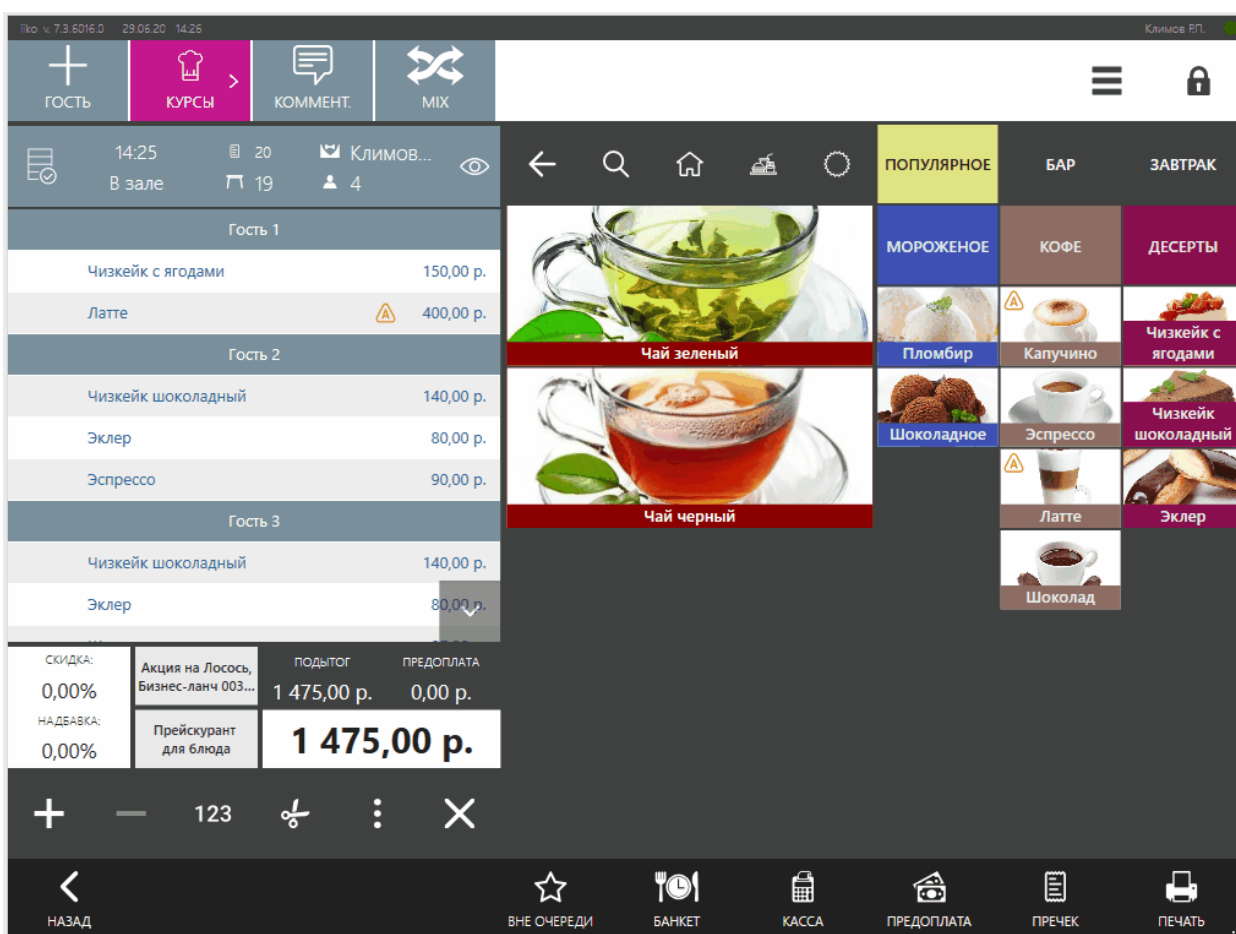 iiko v. 7.3.6016.0 29.06.20 14:26
Климов Р.П.
ГОСТЬ
КУРСЫ
КОММЕНТ.
MIX
14:25 20 Климов...
В зале 19 4
ПОПУЛЯРНОЕ
БАР
ЗАВТРАК
Гость 1
Чизкейк с ягодами 150,00 р.
Латте A 400,00 р.
Гость 2
Чизкейк шоколадный 140,00 р.
Эклер 80,00 р.
Эспрессо 90,00 р.
Гость 3
Чизкейк шоколадный 140,00 р.
Эклер 80,00 р.
Чай зеленый
Чай черный
МОРОЖЕНОЕ
КОФЕ
ДЕСЕРТЫ
Пломбир
A
Капучино
Чизкейк с
ягодами
Шоколадное
Эспрессо
Чизкейк
шоколадный
A
Латте
Эклер
Шоколад
СКИДКА:
0,00%
НАДБАВКА:
0,00%
Акция на Лосось,
Бизнес-ланч 003...
Прейскурант
для блюда
ПОДЫТОГ
1 475,00 р.
ПРЕДОПЛАТА
0,00 р.
1 475,00 р.
123
НАЗАД
ВНЕ ОЧЕРЕДИ
БАНКЕТ
КАССА
ПРЕДОПЛАТА
ПРЕЧЕК
ПЕЧАТЬ